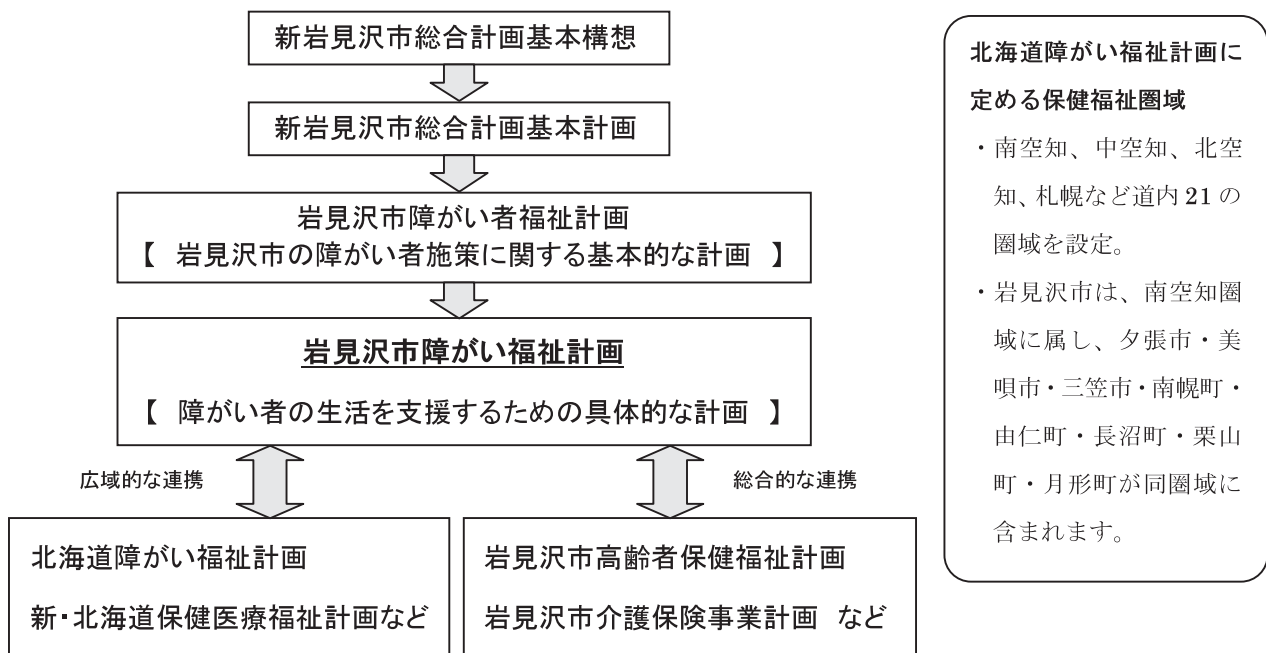 新岩見沢市総合計画基本構想
新岩見沢市総合計画基本計画
岩見沢市障がい者福祉計画
【 岩見沢市の障がい者施策に関する基本的な計画 】
岩見沢市障がい福祉計画
【 障がい者の生活を支援するための具体的な計画 】
広域的な連携
総合的な連携
北海道障がい福祉計画
新・北海道保健医療福祉計画など
岩見沢市高齢者保健福祉計画
岩見沢市介護保険事業計画 など
北海道障がい福祉計画に
定める保健福祉圏域
・南空知、中空知、北空
知、札幌など道内 21 の
圏域を設定。
・岩見沢市は、南空知圏
域に属し、夕張市・美
唄市・三笠市・南幌町・
由仁町・長沼町・栗山
町・月形町が同圏域に
含まれます。